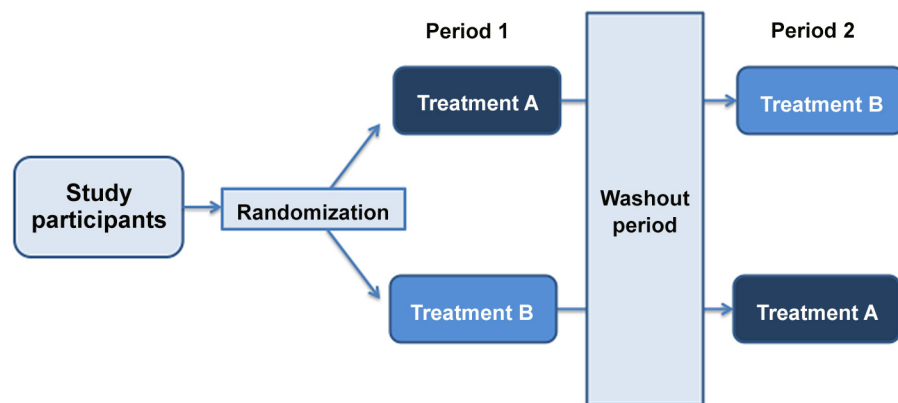 Period 1
Period 2
Treatment A
Treatment B
Study
participants
Randomization
Washout
period
Treatment B
Treatment A